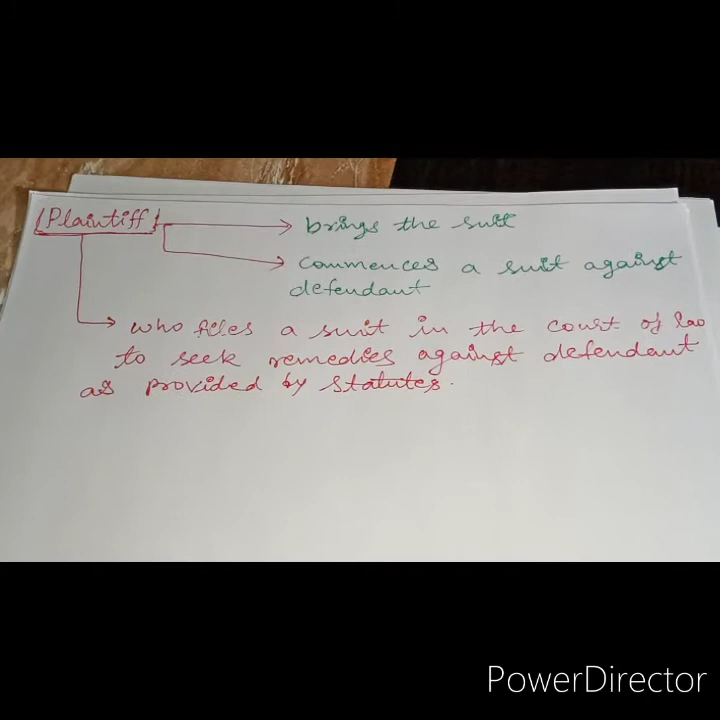 (Plaintiff)
brings the suit
commences a suit against
defendant
who files a suit in the court of law
to seek remedies against defendant
as provided by statutes.
PowerDirector